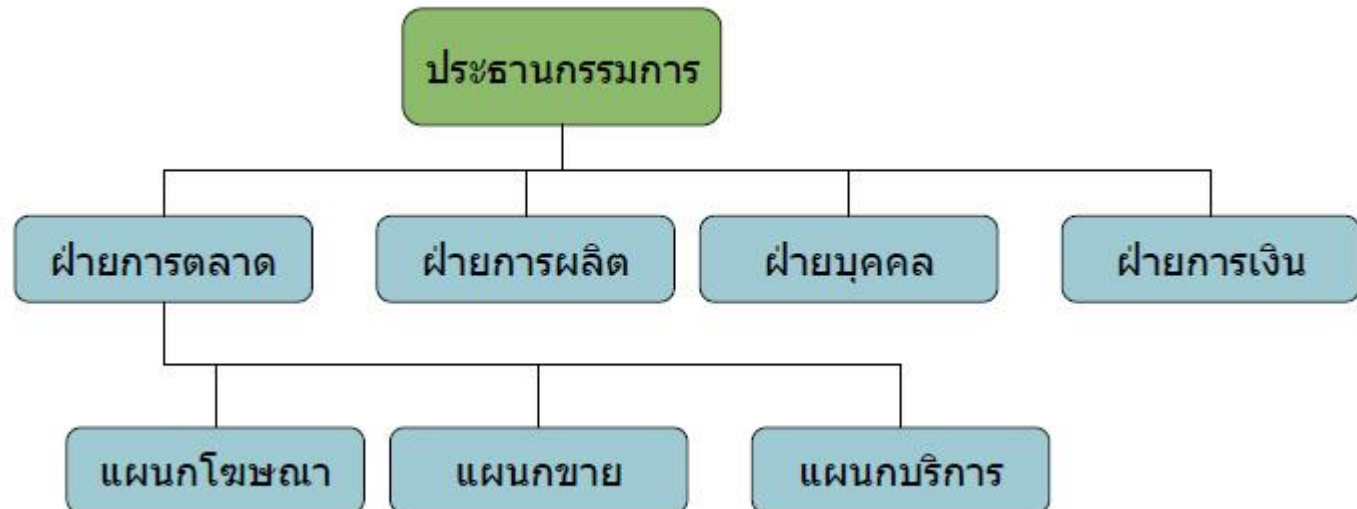 ประธานกรรมการ
ฝ่ายการตลาด
ฝ่ายการผลิต
ฝ่ายบุคคล
ฝ่ายการเงิน
แผนกโฆษณา
แผนกขาย
แผนกบริการ